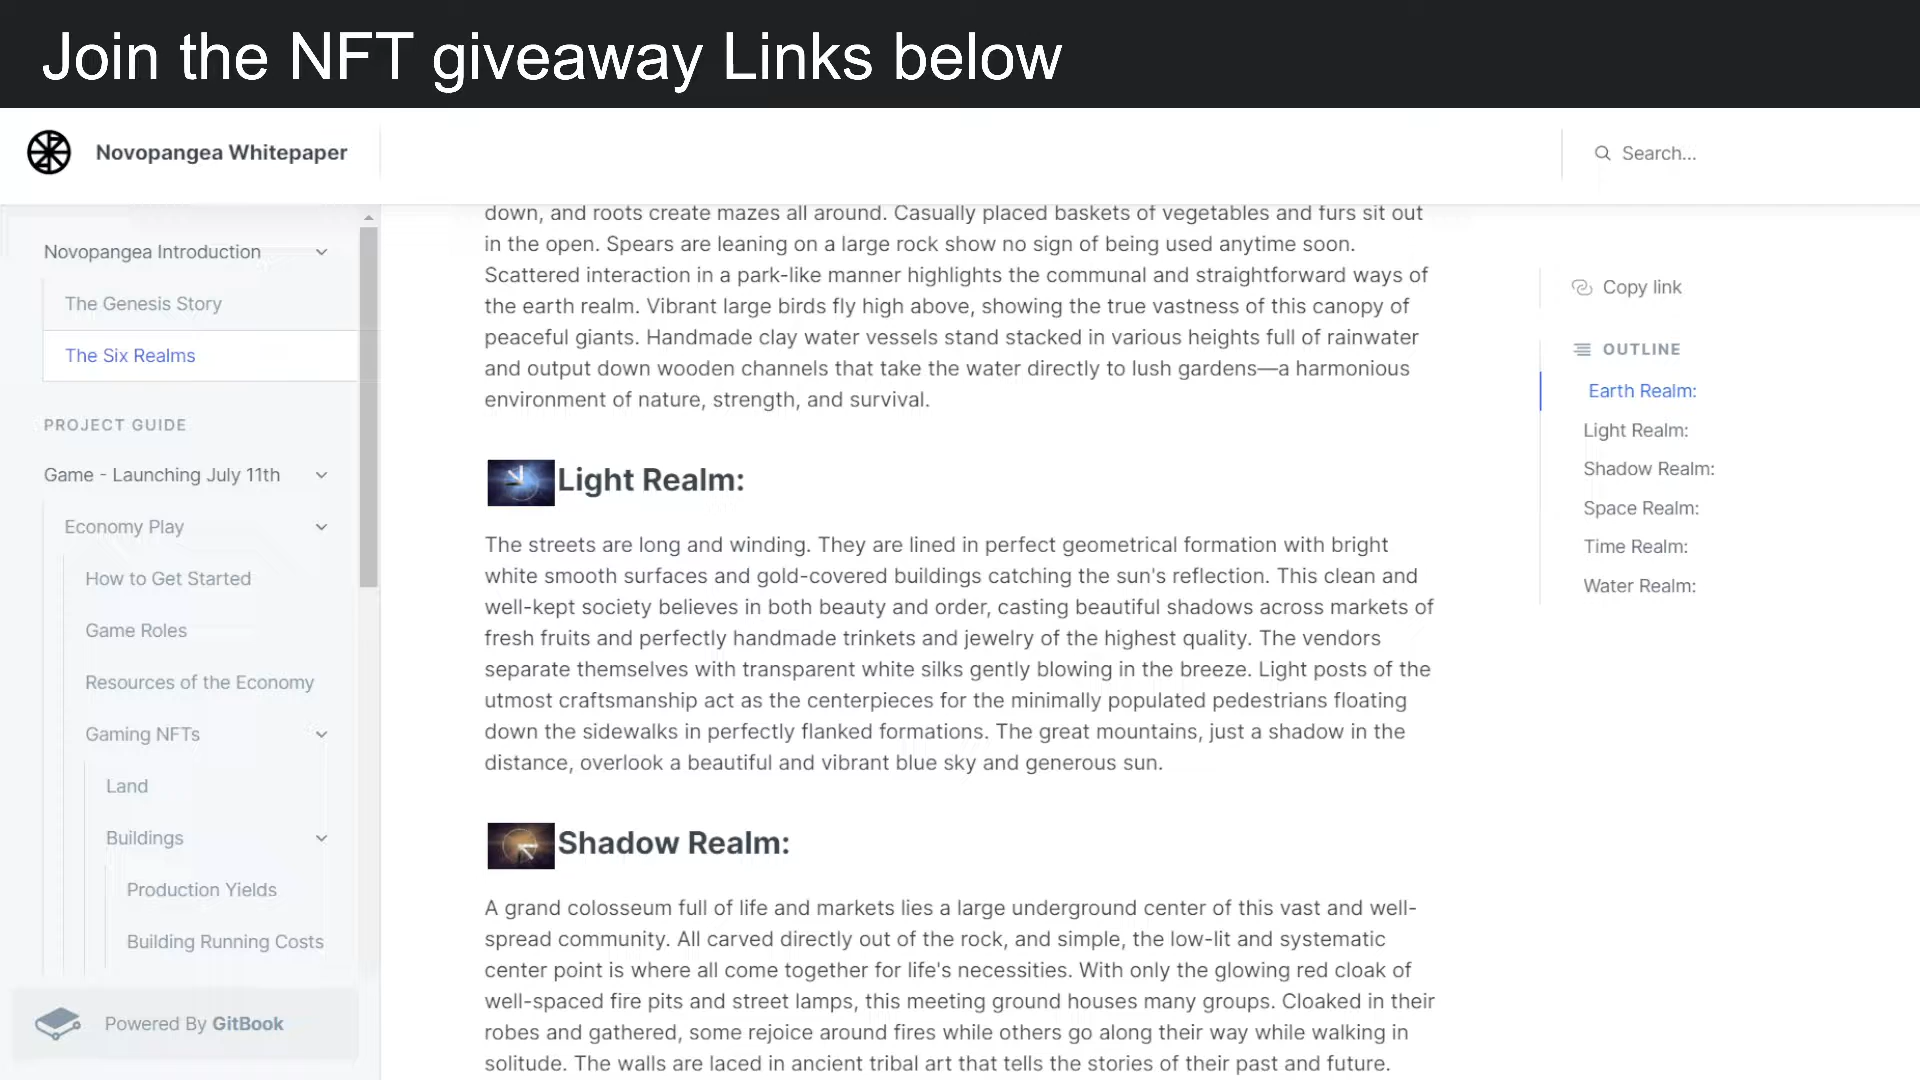 Join the NFT giveaway Links below
Novopangea Whitepaper
Search...
Novopangea Introduction
The Genesis Story
The Six Realms
PROJECT GUIDE
Game - Launching July 11th
Economy Play
How to Get Started
Game Roles
Resources of the Economy
Gaming NFTs
Land
Buildings
Production Yields
Building Running Costs
Powered By GitBook
down, and roots create mazes all around. Casually placed baskets of vegetables and furs sit out
in the open. Spears are leaning on a large rock show no sign of being used anytime soon.
Scattered interaction in a park-like manner highlights the communal and straightforward ways of
the earth realm. Vibrant large birds fly high above, showing the true vastness of this canopy of
peaceful giants. Handmade clay water vessels stand stacked in various heights full of rainwater
and output down wooden channels that take the water directly to lush gardens—a harmonious
environment of nature, strength, and survival.
Light Realm:
The streets are long and winding. They are lined in perfect geometrical formation with bright
white smooth surfaces and gold-covered buildings catching the sun's reflection. This clean and
well-kept society believes in both beauty and order, casting beautiful shadows across markets of
fresh fruits and perfectly handmade trinkets and jewelry of the highest quality. The vendors
separate themselves with transparent white silks gently blowing in the breeze. Light posts of the
utmost craftsmanship act as the centerpieces for the minimally populated pedestrians floating
down the sidewalks in perfectly flanked formations. The great mountains, just a shadow in the
distance, overlook a beautiful and vibrant blue sky and generous sun.
Shadow Realm:
A grand colosseum full of life and markets lies a large underground center of this vast and well-
spread community. All carved directly out of the rock, and simple, the low-lit and systematic
center point is where all come together for life's necessities. With only the glowing red cloak of
well-spaced fire pits and street lamps, this meeting ground houses many groups. Cloaked in their
robes and gathered, some rejoice around fires while others go along their way while walking in
solitude. The walls are laced in ancient tribal art that tells the stories of their past and future.
Copy link
OUTLINE
Earth Realm:
Light Realm:
Shadow Realm:
Space Realm:
Time Realm:
Water Realm: